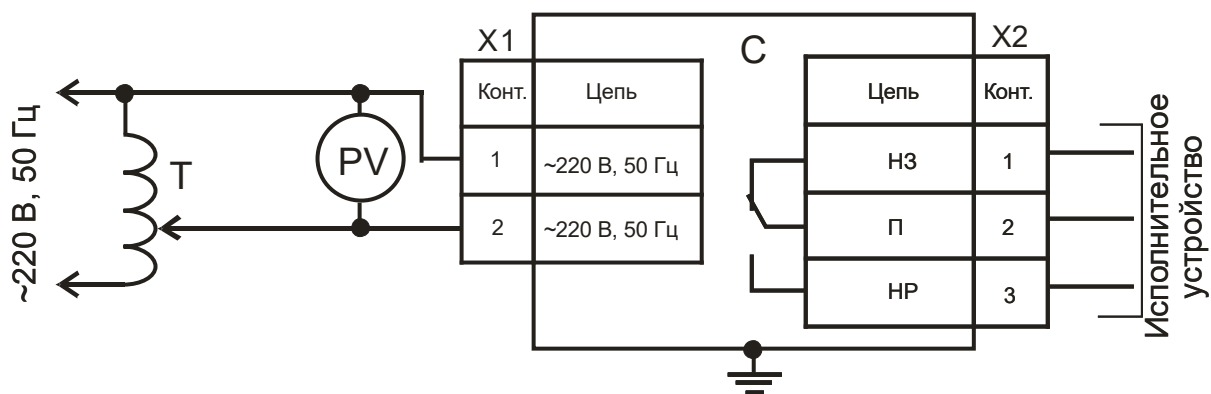 ~220 В, 50 Гц
T
PV
X1
Конт. Цепь
1 ~220 В, 50 Гц
2 ~220 В, 50 Гц
C
X2
Цепь Конт.
НЗ 1
П 2
НР 3
Исполнительное
устройство